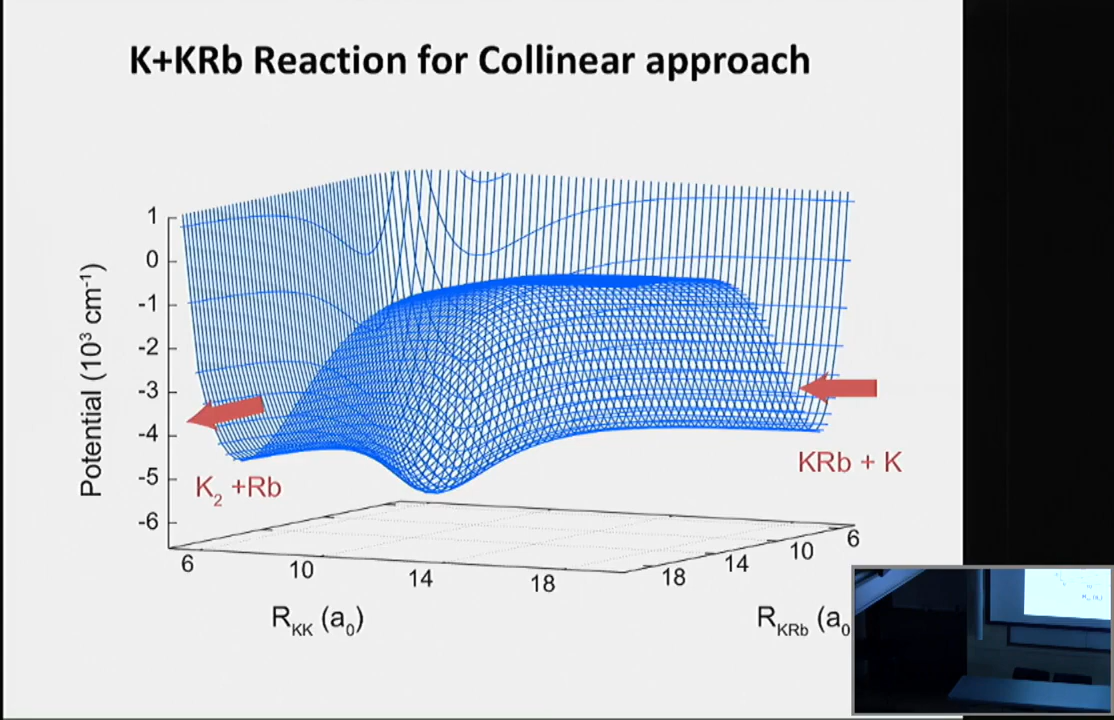 K+KRb Reaction for Collinear approach
Potential (10³ cm⁻¹)
1
0
-1
-2
-3
-4
-5
-6
K₂ +Rb
KRb + K
6
10
14
18
18
14
10
6
R_KK (a₀)
R_KRb (a₀